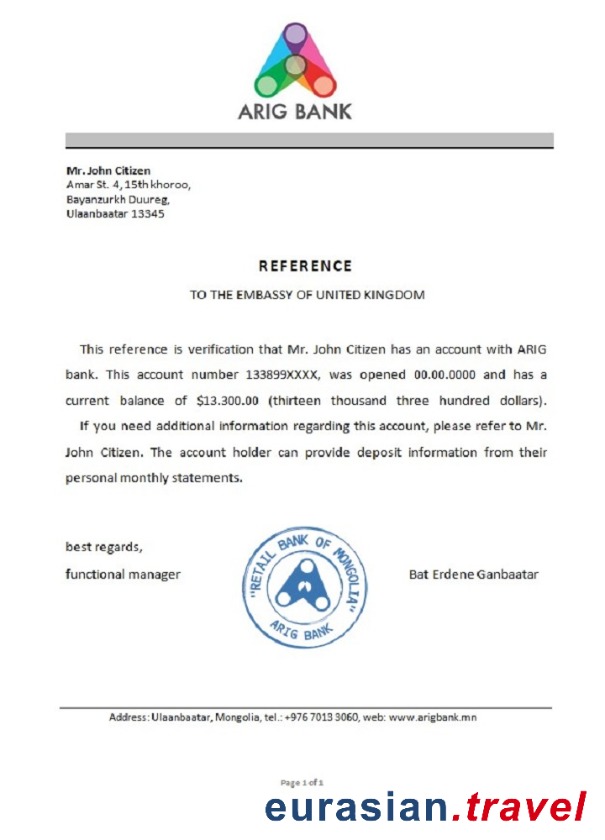 ARIG BANK
Mr. John Citizen
Amar St. 4, 15th khoroo,
Bayanzurkh Duureg,
Ulaanbaatar 13345
REFERENCE
TO THE EMBASSY OF UNITED KINGDOM
This reference is verification that Mr. John Citizen has an account with ARIG
bank. This account number 133899XXXX, was opened 00.00.0000 and has a
current balance of $13.300.00 (thirteen thousand three hundred dollars).
If you need additional information regarding this account, please refer to Mr.
John Citizen. The account holder can provide deposit information from their
personal monthly statements.
best regards,
functional manager
"RETAIL BANK OF MONGOLIA"
ARIG BANK
Bat Erdene Ganbaatar
Address: Ulaanbaatar, Mongolia, tel.: +976 7013 3060, web: www.arigbank.mn
Page 1 of 1
eurasian.travel